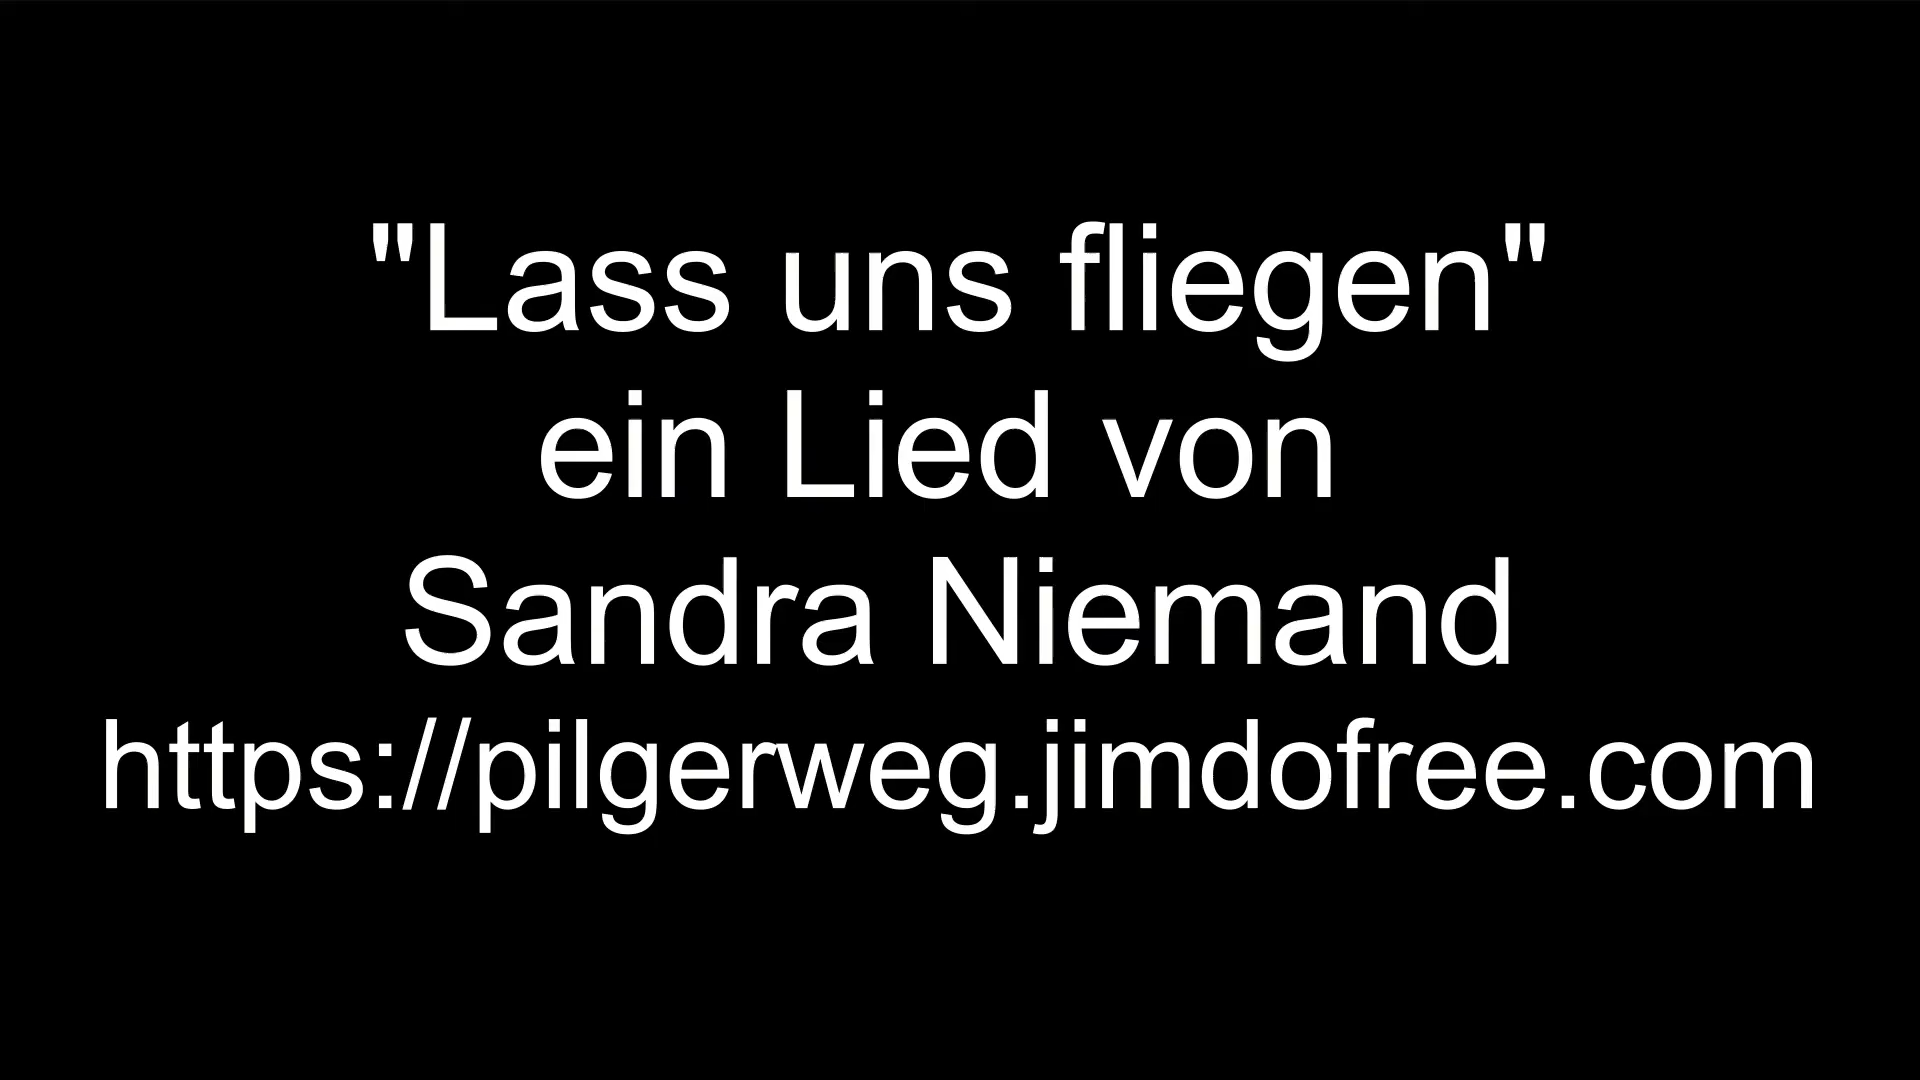 "Lass uns fliegen"
ein Lied von
Sandra Niemand
https://pilgerweg.jimdofree.com